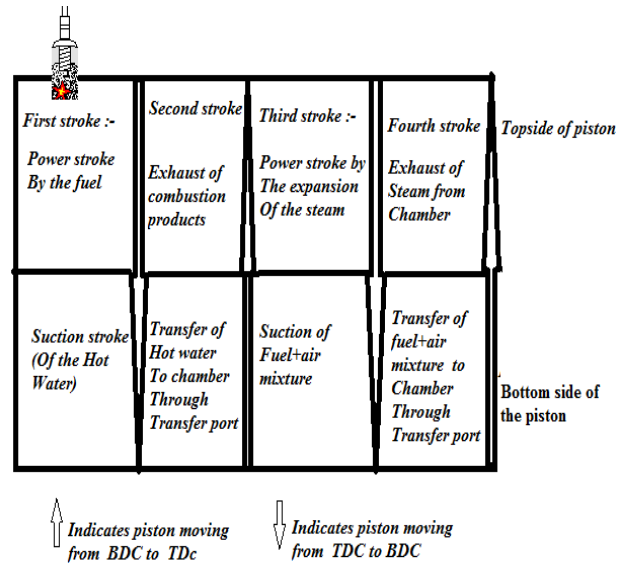 First stroke :-
Power stroke
By the fuel
Second stroke
Exhaust of
combustion
products
Third stroke :-
Power stroke by
The expansion
Of the steam
Fourth stroke
Exhaust of
Steam from
Chamber
Topside of piston
Suction stroke
(Of the Hot
Water)
Transfer of
Hot water
To chamber
Through
Transfer port
Suction of
Fuel+air
mixture
Transfer of
fuel+air
mixture to
Chamber
Through
Transfer port
Bottom side of
the piston
Indicates piston moving
from BDC to TDc
Indicates piston moving
from TDC to BDC